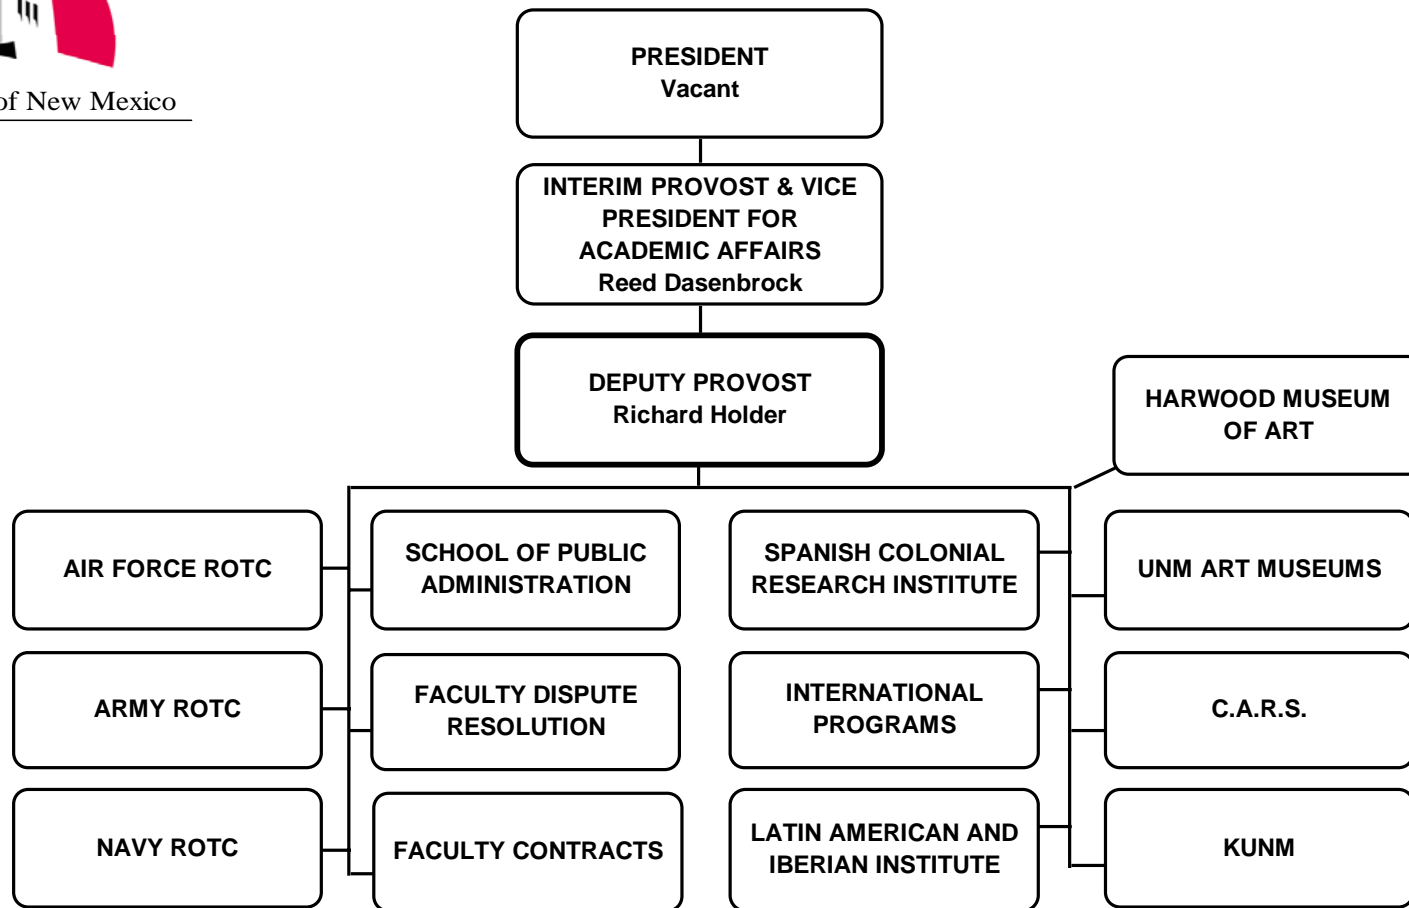 of New Mexico
PRESIDENT
Vacant
INTERIM PROVOST & VICE
PRESIDENT FOR
ACADEMIC AFFAIRS
Reed Dasenbrock
DEPUTY PROVOST
Richard Holder
HARWOOD MUSEUM
OF ART
AIR FORCE ROTC
SCHOOL OF PUBLIC
ADMINISTRATION
SPANISH COLONIAL
RESEARCH INSTITUTE
UNM ART MUSEUMS
ARMY ROTC
FACULTY DISPUTE
RESOLUTION
INTERNATIONAL
PROGRAMS
C.A.R.S.
NAVY ROTC
FACULTY CONTRACTS
LATIN AMERICAN AND
IBERIAN INSTITUTE
KUNM